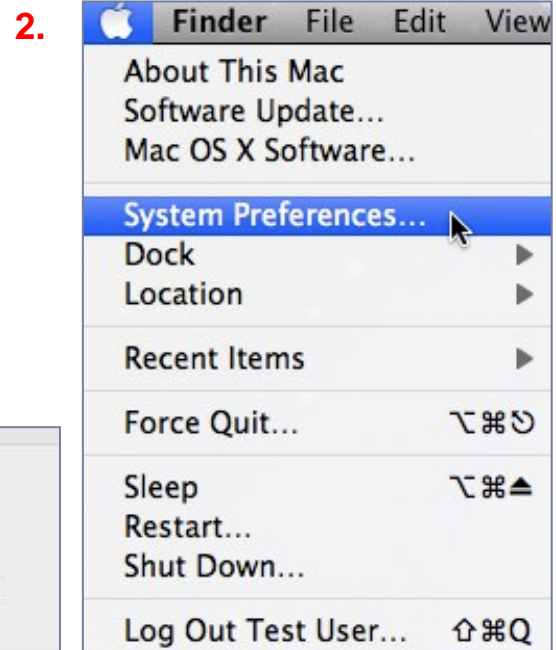 2.
Finder File Edit View
About This Mac
Software Update...
Mac OS X Software...
System Preferences...
Dock ▶
Location ▶
Recent Items ▶
Force Quit... ⌥⌘⎋
Sleep ⌥⌘⏏
Restart...
Shut Down...
Log Out Test User... ⇧⌘Q